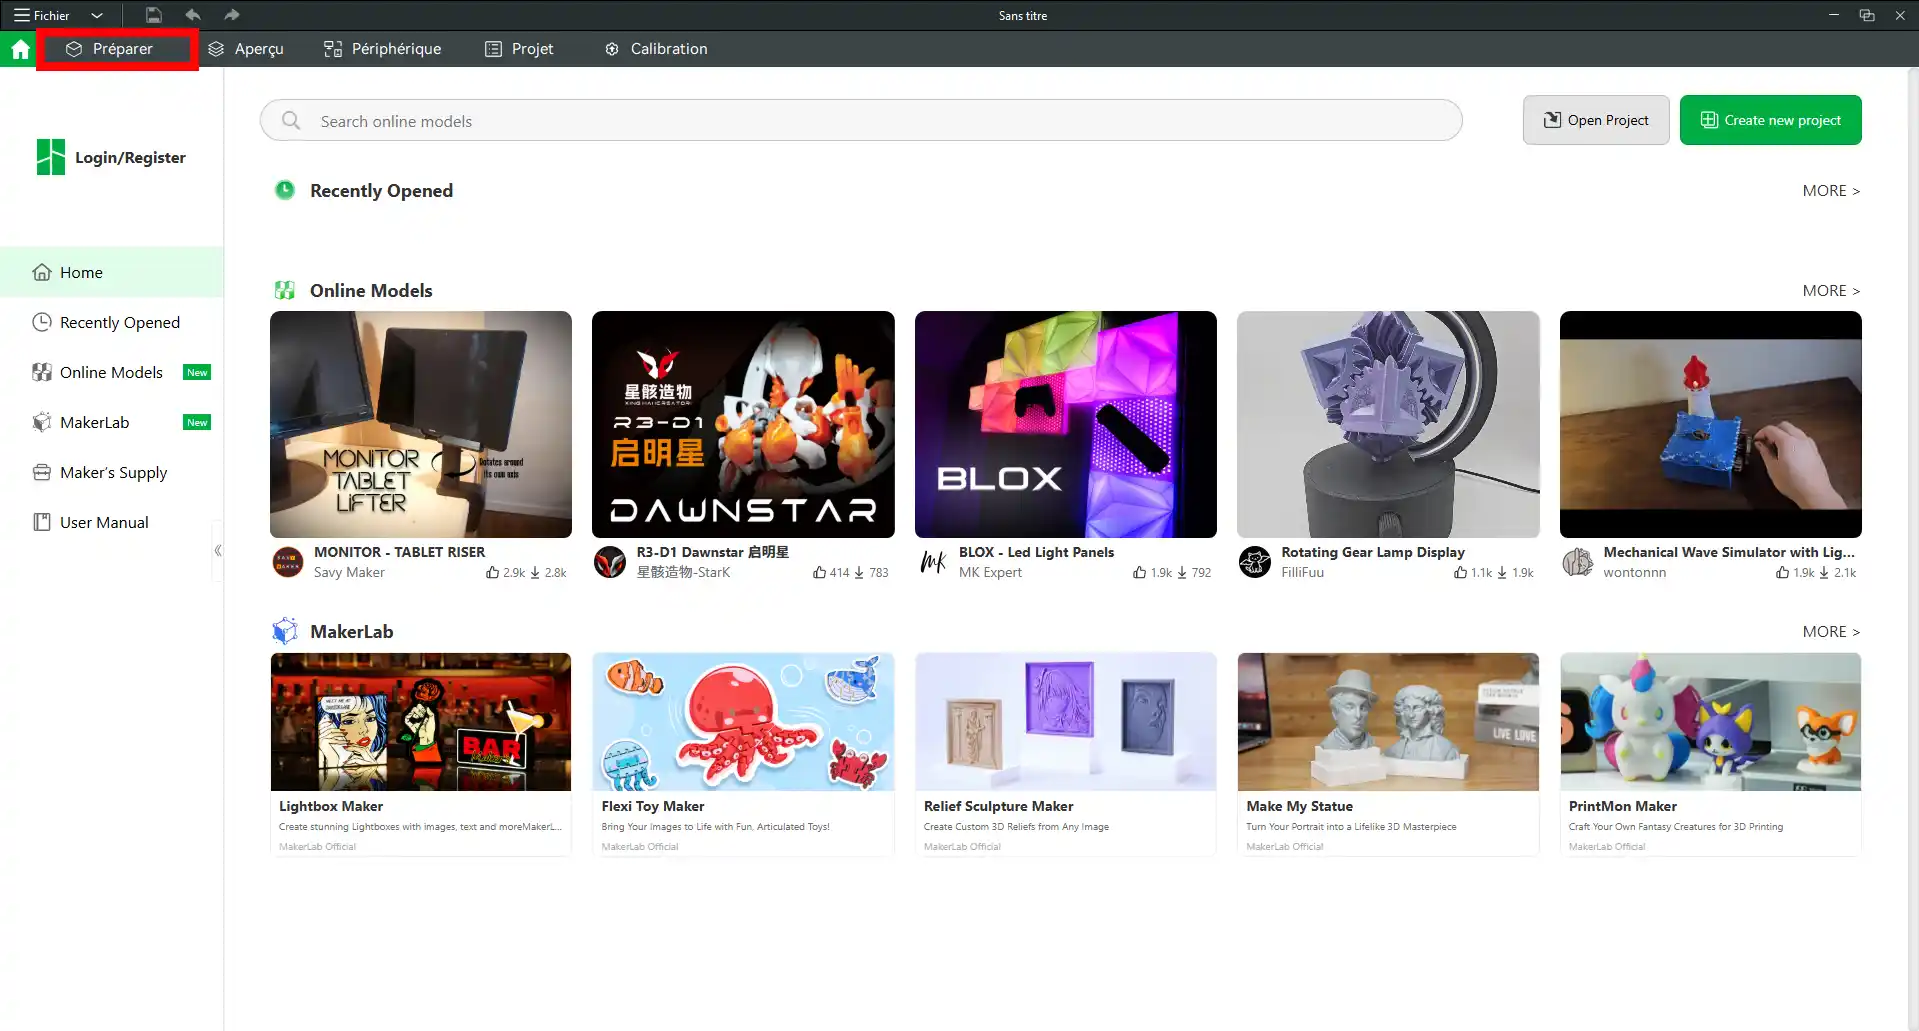 Fichier
Sans titre
Préparer
Aperçu
Périphérique
Projet
Calibration
Login/Register
Search online models
Open Project
Create new project
Recently Opened
MORE >
Home
Recently Opened
Online Models New
MakerLab New
Maker's Supply
User Manual
Online Models
MORE >
MONITOR
TABLET
LIFTER
Rotates around
its own axis
星骸造物
XINGHAICREATOR
R3-D1
启明星
DAWNSTAR
BLOX
MONITOR - TABLET RISER
Savy Maker 2.9k 2.8k
R3-D1 Dawnstar 启明星
星骸造物-StarK 414 783
MK
BLOX - Led Light Panels
MK Expert 1.9k 792
Rotating Gear Lamp Display
FilliFuu 1.1k 1.9k
Mechanical Wave Simulator with Lig...
wontonnn 1.9k 2.1k
MakerLab
MORE >
BAR
LIVE LOVE
Lightbox Maker
Create stunning Lightboxes with images, text and moreMakerL...
MakerLab Official
Flexi Toy Maker
Bring Your Images to Life with Fun, Articulated Toys!
MakerLab Official
Relief Sculpture Maker
Create Custom 3D Reliefs from Any Image
MakerLab Official
Make My Statue
Turn Your Portrait into a Lifelike 3D Masterpiece
MakerLab Official
PrintMon Maker
Craft Your Own Fantasy Creatures for 3D Printing
MakerLab Official